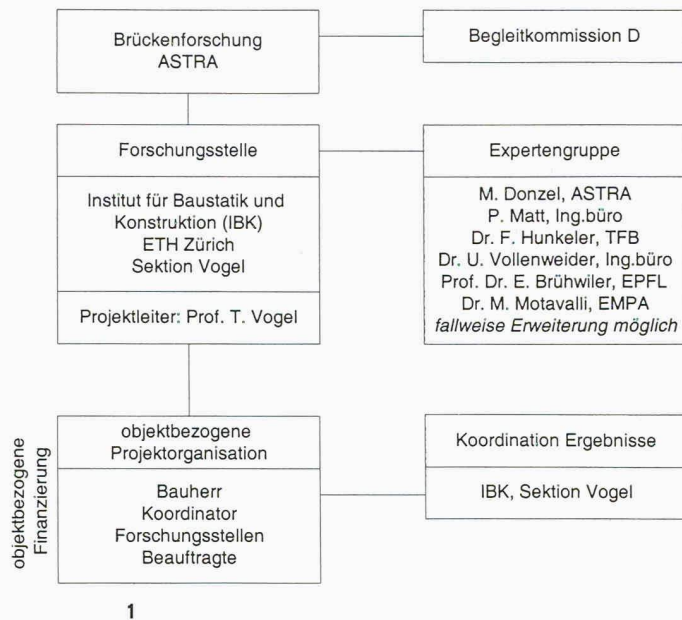 Brückenforschung
ASTRA
Begleitkommission D
Forschungsstelle
Institut für Baustatik und
Konstruktion (IBK)
ETH Zürich
Sektion Vogel
Projektleiter: Prof. T. Vogel
Expertengruppe
M. Donzel, ASTRA
P. Matt, Ing.büro
Dr. F. Hunkeler, TFB
Dr. U. Vollenweider, Ing.büro
Prof. Dr. E. Brühwiler, EPFL
Dr. M. Motavalli, EMPA
fallweise Erweiterung möglich
objektbezogene
Finanzierung
objektbezogene
Projektorganisation
Bauherr
Koordinator
Forschungsstellen
Beauftragte
Koordination Ergebnisse
IBK, Sektion Vogel
1